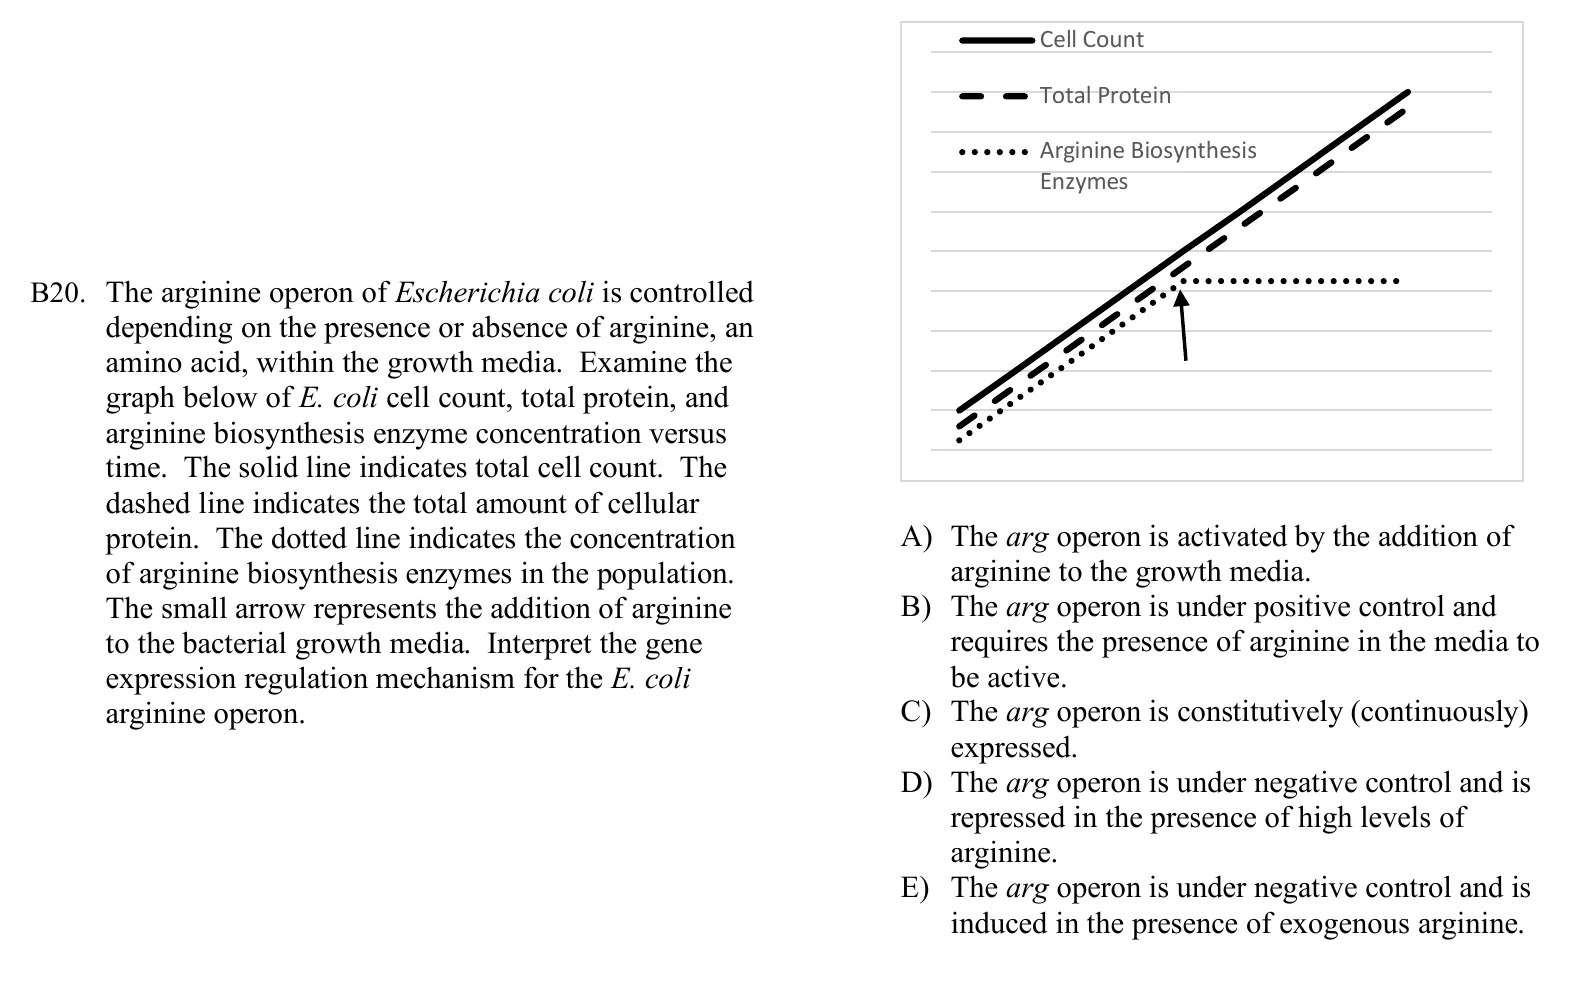 B20. The arginine operon of Escherichia coli is controlled
depending on the presence or absence of arginine, an
amino acid, within the growth media. Examine the
graph below of E. coli cell count, total protein, and
arginine biosynthesis enzyme concentration versus
time. The solid line indicates total cell count. The
dashed line indicates the total amount of cellular
protein. The dotted line indicates the concentration
of arginine biosynthesis enzymes in the population.
The small arrow represents the addition of arginine
to the bacterial growth media. Interpret the gene
expression regulation mechanism for the E. coli
arginine operon.
Cell Count
Total Protein
Arginine Biosynthesis
Enzymes
A) The arg operon is activated by the addition of
arginine to the growth media.
B) The arg operon is under positive control and
requires the presence of arginine in the media to
be active.
C) The arg operon is constitutively (continuously)
expressed.
D) The arg operon is under negative control and is
repressed in the presence of high levels of
arginine.
E) The arg operon is under negative control and is
induced in the presence of exogenous arginine.